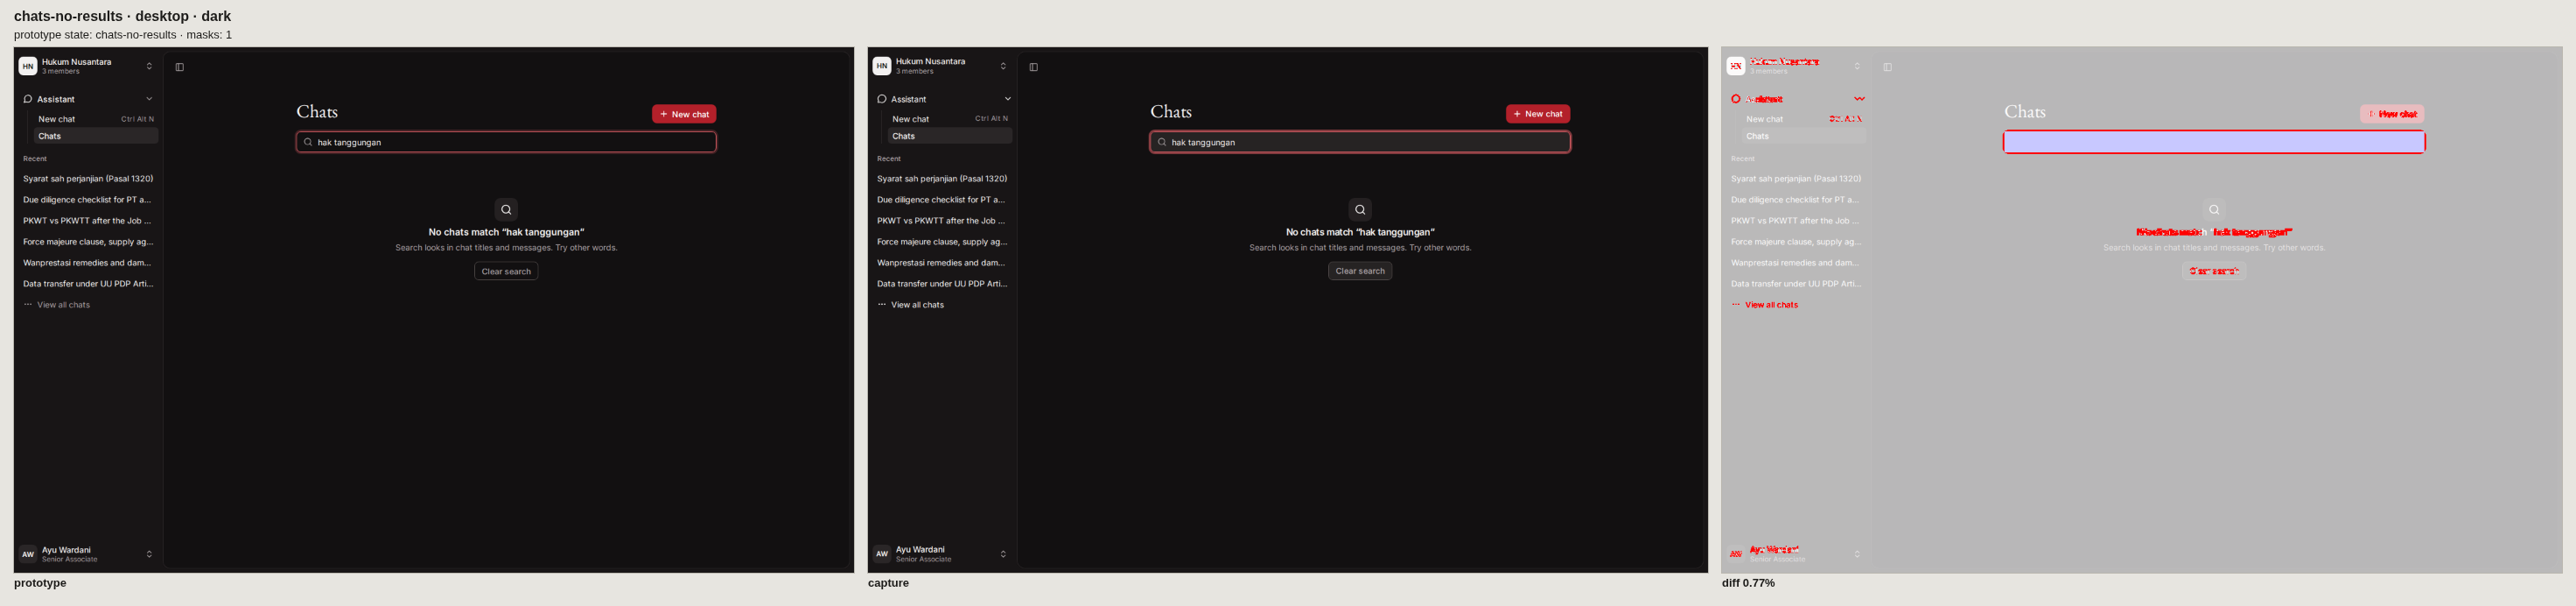 chats-no-results · desktop · dark
prototype state: chats-no-results · masks: 1
HN
Hukum Nusantara
3 members
Assistant
New chat Ctrl Alt N
Chats
Recent
Syarat sah perjanjian (Pasal 1320)
Due diligence checklist for PT a...
PKWT vs PKWTT after the Job ...
Force majeure clause, supply ag...
Wanprestasi remedies and dam...
Data transfer under UU PDP Arti...
View all chats
AW
Ayu Wardani
Senior Associate
Chats
New chat
hak tanggungan
No chats match “hak tanggungan”
Search looks in chat titles and messages. Try other words.
Clear search
prototype
HN
Hukum Nusantara
3 members
Assistant
New chat Ctrl Alt N
Chats
Recent
Syarat sah perjanjian (Pasal 1320)
Due diligence checklist for PT a...
PKWT vs PKWTT after the Job ...
Force majeure clause, supply ag...
Wanprestasi remedies and dam...
Data transfer under UU PDP Arti...
View all chats
AW
Ayu Wardani
Senior Associate
Chats
New chat
hak tanggungan
No chats match “hak tanggungan”
Search looks in chat titles and messages. Try other words.
Clear search
capture
3 members
New chat
Chats
Recent
Syarat sah perjanjian (Pasal 1320)
Due diligence checklist for PT a...
PKWT vs PKWTT after the Job ...
Force majeure clause, supply ag...
Wanprestasi remedies and dam...
Data transfer under UU PDP Arti...
View all chats
Senior Associate
Chats
Search looks in chat titles and messages. Try other words.
diff 0.77%